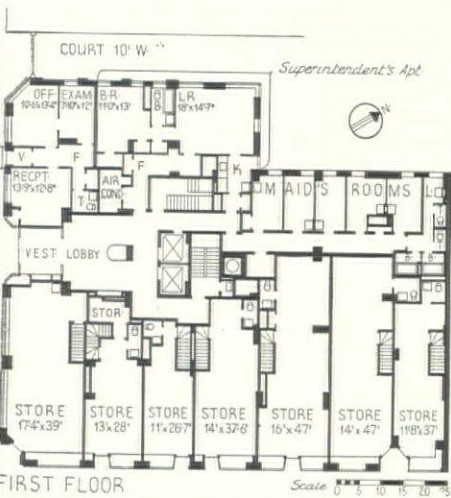 COURT 10' W.
Superintendent's Apt
OFF
10'-6"x13'-4"
EXAM
7'-10"x12'
B·R
11'0"x13'
B
L·R
18'x14'7"
N
V
F
F
K
RECPT
13'-9"x12'-8"
T
AIR
COND
MAID'S ROOMS
L
B
B
VEST LOBBY
STOR
STORE
17'4"x39'
STORE
13'x28'
STORE
11'x26'7"
STORE
14'x37'-6"
STORE
16'x47'
STORE
14'x47'
STORE
11'8"x37'
FIRST FLOOR
Scale 0 5 10 15 20 25